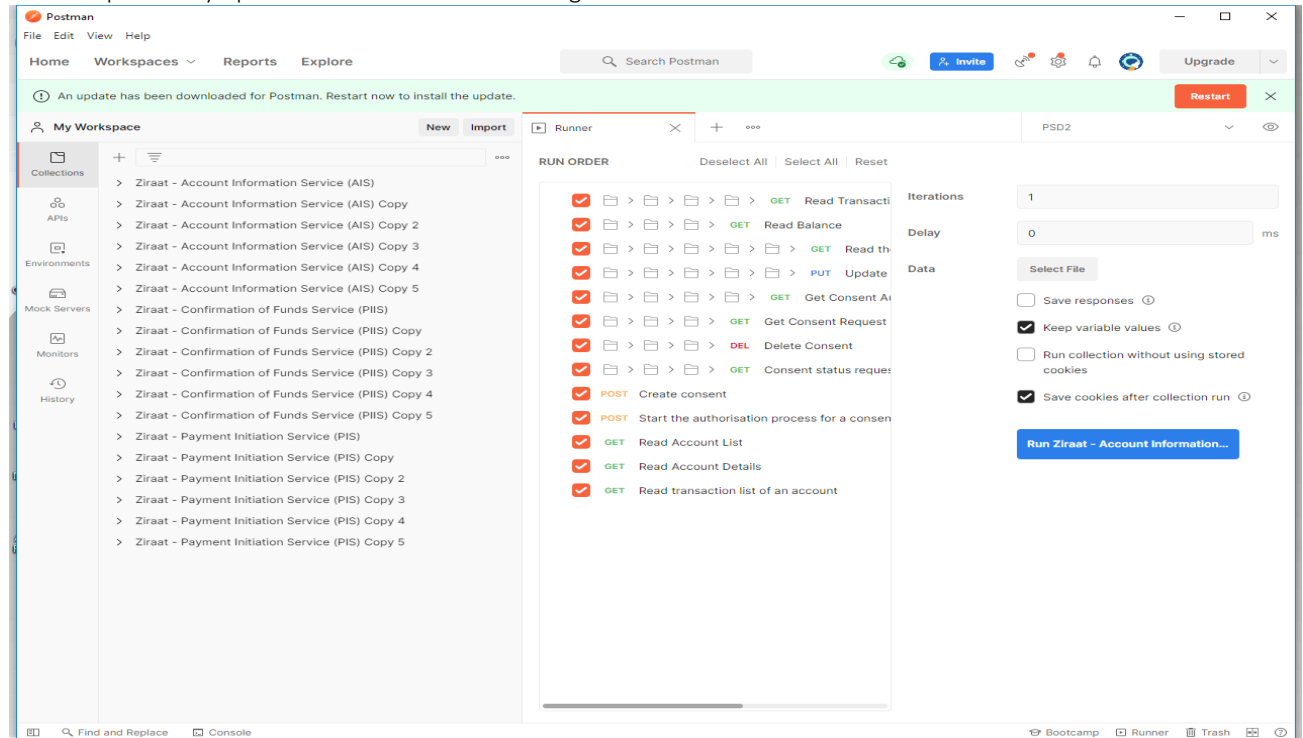 Postman
File Edit View Help
Home Workspaces Reports Explore Search Postman Invite Upgrade
An update has been downloaded for Postman. Restart now to install the update. Restart
My Workspace New Import Runner PSD2
Collections
APIs
Environments
Mock Servers
Monitors
History
Ziraat - Account Information Service (AIS)
Ziraat - Account Information Service (AIS) Copy
Ziraat - Account Information Service (AIS) Copy 2
Ziraat - Account Information Service (AIS) Copy 3
Ziraat - Account Information Service (AIS) Copy 4
Ziraat - Account Information Service (AIS) Copy 5
Ziraat - Confirmation of Funds Service (PIIS)
Ziraat - Confirmation of Funds Service (PIIS) Copy
Ziraat - Confirmation of Funds Service (PIIS) Copy 2
Ziraat - Confirmation of Funds Service (PIIS) Copy 3
Ziraat - Confirmation of Funds Service (PIIS) Copy 4
Ziraat - Confirmation of Funds Service (PIIS) Copy 5
Ziraat - Payment Initiation Service (PIS)
Ziraat - Payment Initiation Service (PIS) Copy
Ziraat - Payment Initiation Service (PIS) Copy 2
Ziraat - Payment Initiation Service (PIS) Copy 3
Ziraat - Payment Initiation Service (PIS) Copy 4
Ziraat - Payment Initiation Service (PIS) Copy 5
RUN ORDER Deselect All Select All Reset
GET Read Transacti
GET Read Balance
GET Read th
PUT Update
GET Get Consent A
GET Get Consent Request
DEL Delete Consent
GET Consent status reques
POST Create consent
POST Start the authorisation process for a consen
GET Read Account List
GET Read Account Details
GET Read transaction list of an account
Iterations 1
Delay 0 ms
Data Select File
Save responses
Keep variable values
Run collection without using stored
cookies
Save cookies after collection run
Run Ziraat - Account Information...
Find and Replace Console Bootcamp Runner Trash